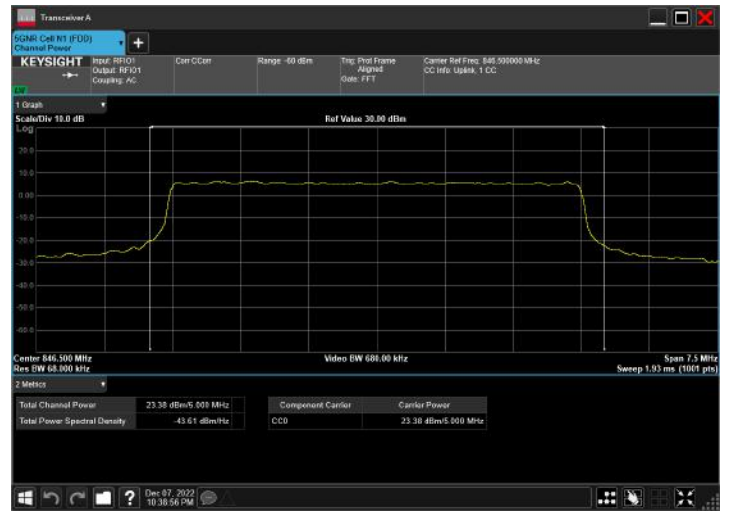 Transceiver A
5GNR Cell N1 (FDD)
Channel Power
KEYSIGHT
Input: RFIO1
Output: RFIO1
Coupling: AC
Corr CCorr
Range -60 dBm
Trig: Prot Frame
Aligned
Gate: FFT
Carrier Ref Freq: 846.500000 MHz
CC Info: Uplink, 1 CC
1 Graph
Scale/Div 10.0 dB
Ref Value 30.00 dBm
Log
20.0
10.0
0.00
-10.0
-20.0
-30.0
-40.0
-50.0
-60.0
Center 846.500 MHz
Video BW 680.00 kHz
Span 7.5 MHz
Res BW 68.000 kHz
Sweep 1.93 ms (1001 pts)
2 Metrics
Total Channel Power 23.38 dBm/5.000 MHz
Total Power Spectral Density -43.61 dBm/Hz
Component Carrier Carrier Power
CC0 23.38 dBm/5.000 MHz
?
Dec 07, 2022
10:38:56 PM